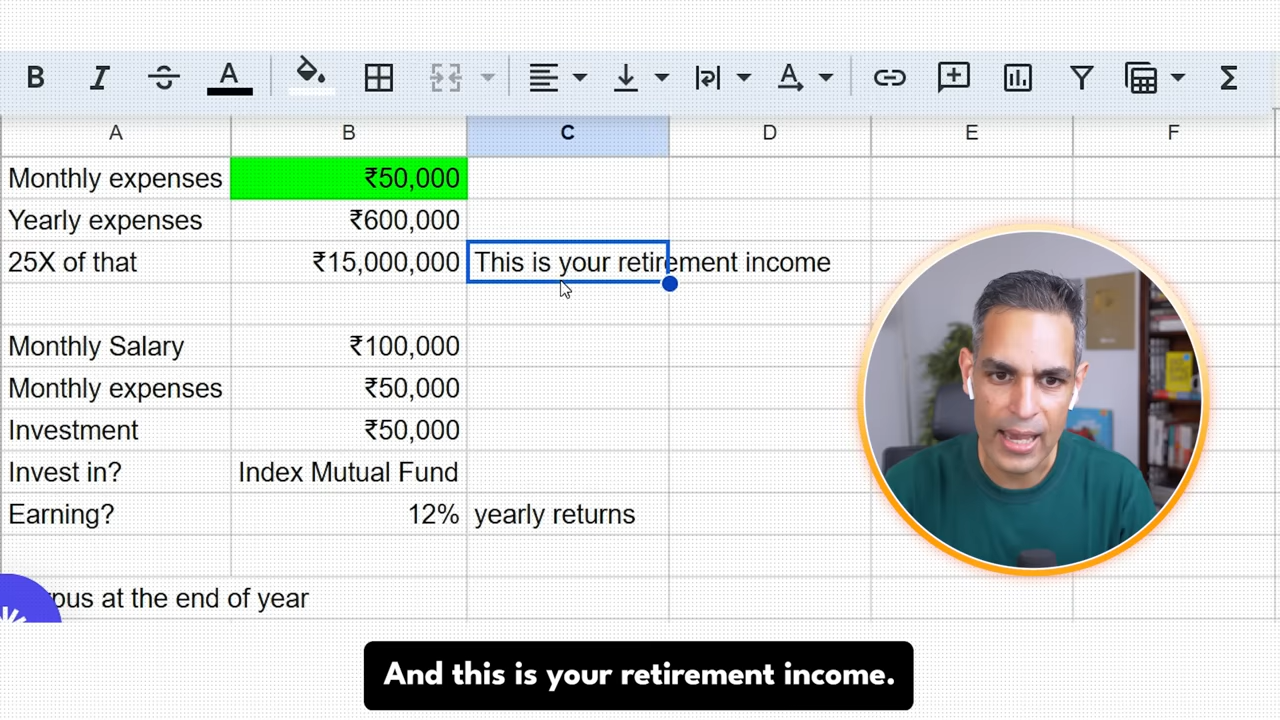 B I S A A Σ
A B C D E F
Monthly expenses ₹50,000
Yearly expenses ₹600,000
25X of that ₹15,000,000 This is your retirement income
Monthly Salary ₹100,000
Monthly expenses ₹50,000
Investment ₹50,000
Invest in? Index Mutual Fund
Earning? 12% yearly returns
at the end of year
And this is your retirement income.